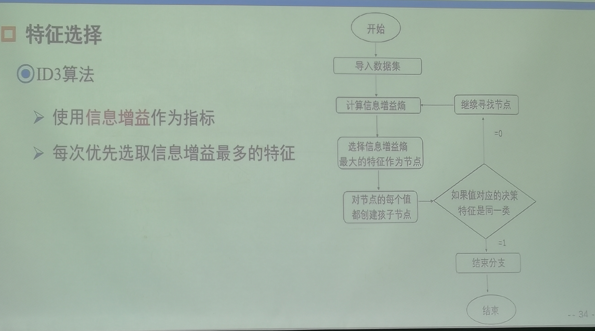 特征选择
ID3算法
使用信息增益作为指标
每次优先选取信息增益最多的特征
开始
导入数据集
计算信息增益熵
继续寻找节点
=0
选择信息增益熵
最大的特征作为节点
对节点的每个值
都创建孩子节点
如果值对应的决策
特征是同一类
=1
结束分支
结束
-- 34 -